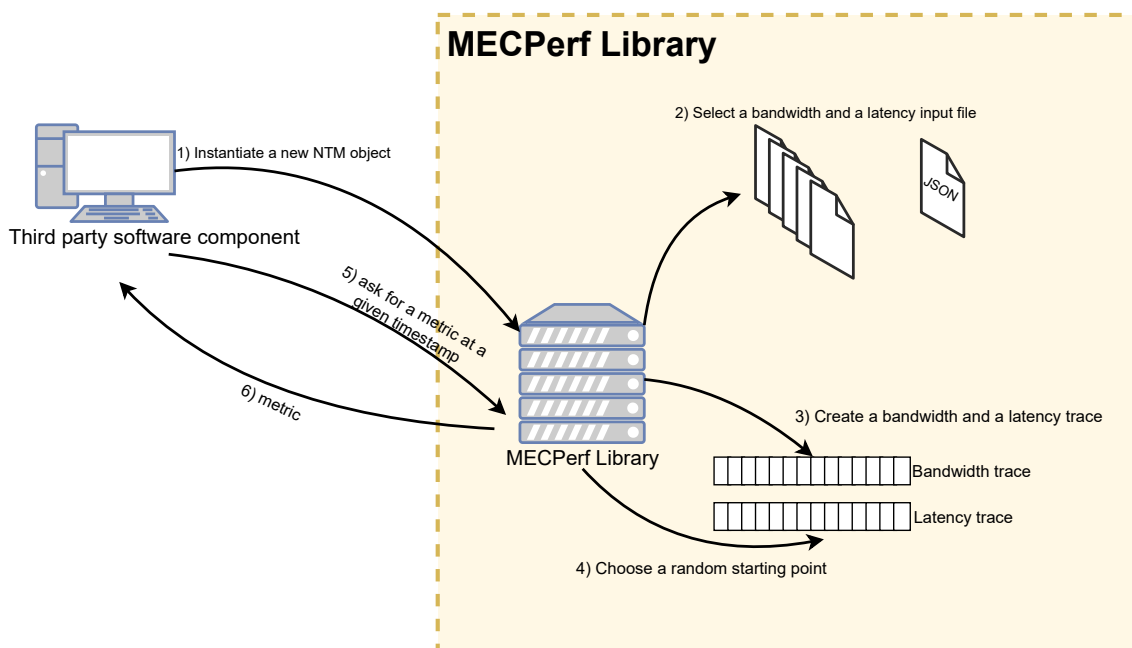 MECPerf Library
2) Select a bandwidth and a latency input file
JSON
1) Instantiate a new NTM object
Third party software component
5) ask for a metric at a
given timestamp
6) metric
MECPerf Library
3) Create a bandwidth and a latency trace
Bandwidth trace
Latency trace
4) Choose a random starting point